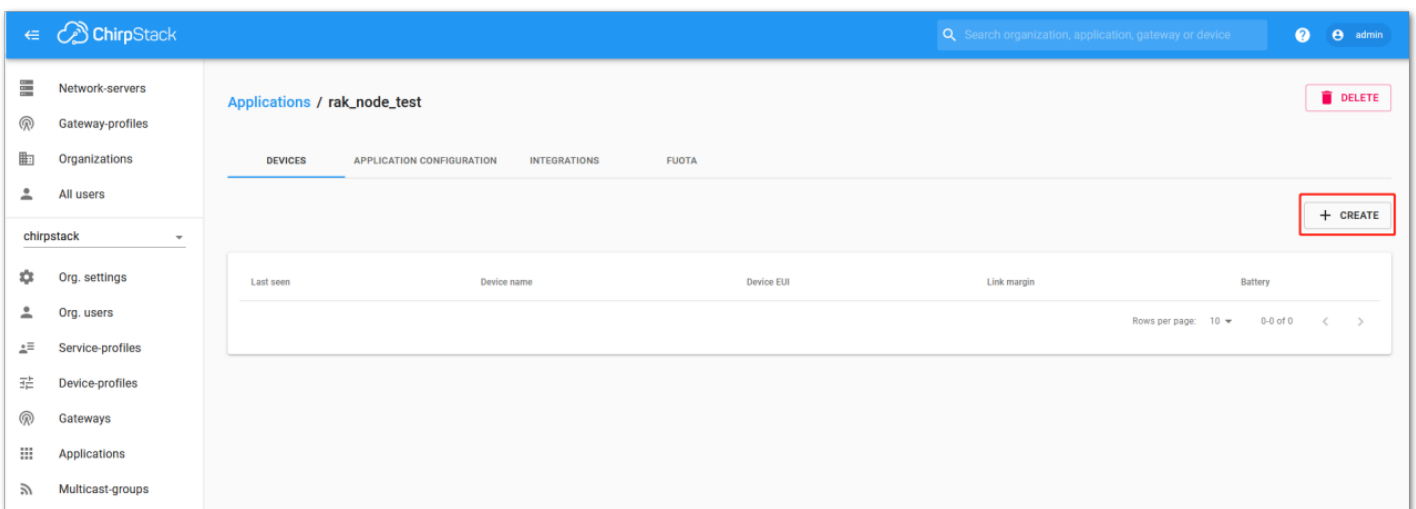 ChirpStack
Search organization, application, gateway or device
? admin
Network-servers
Gateway-profiles
Organizations
All users
chirpstack
Org. settings
Org. users
Service-profiles
Device-profiles
Gateways
Applications
Multicast-groups
Applications / rak_node_test
DELETE
DEVICES APPLICATION CONFIGURATION INTEGRATIONS FUOTA
+ CREATE
Last seen Device name Device EUI Link margin Battery
Rows per page: 10 0-0 of 0 < >